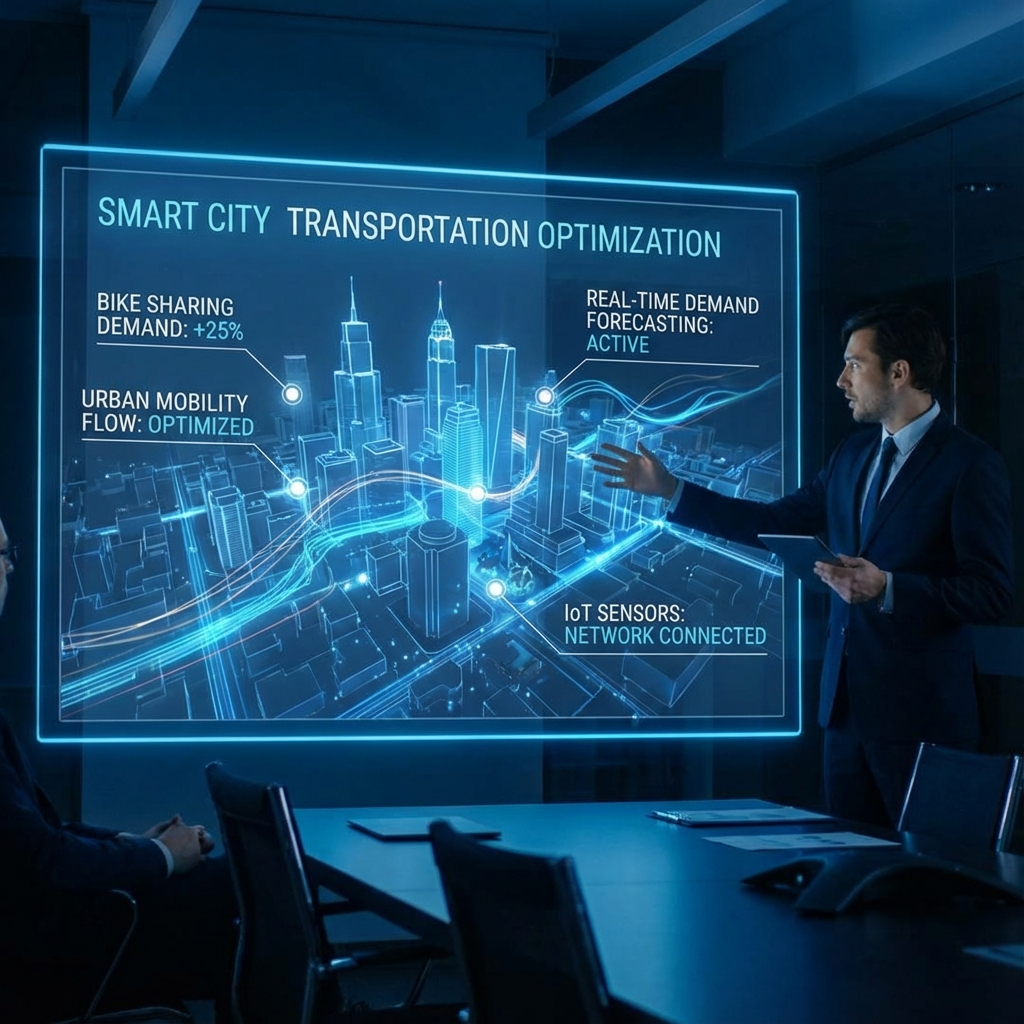 SMART CITY TRANSPORTATION OPTIMIZATION
BIKE SHARING
DEMAND: +25%
REAL-TIME DEMAND
FORECASTING:
ACTIVE
URBAN MOBILITY
FLOW: OPTIMIZED
IoT SENSORS:
NETWORK CONNECTED